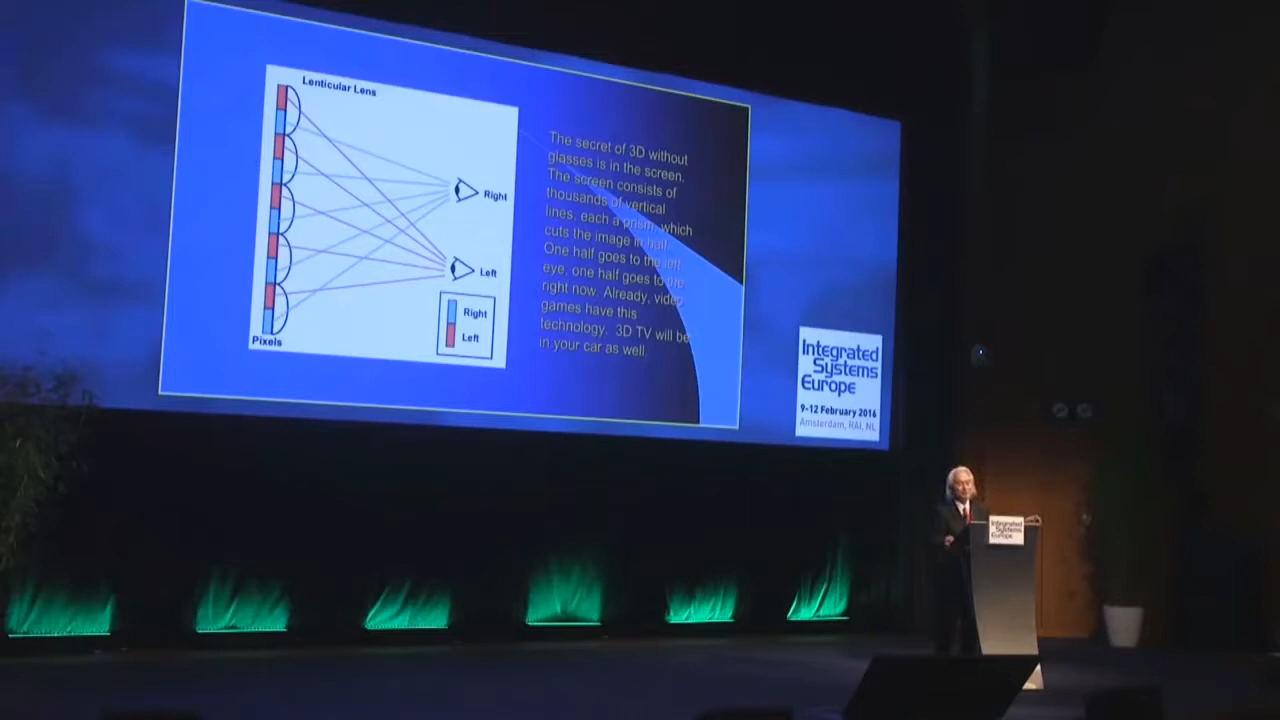 Lenticular Lens
Right
Left
Right
Left
Pixels
The secret of 3D without
glasses is in the screen.
The screen consists of
thousands of vertical
lines, each a prism, which
cuts the image in half.
One half goes to the left
eye, one half goes to the
right now. Already, video
games have this
technology. 3D TV will be
in your car as well.
Integrated
Systems
Europe
9-12 February 2016
Amsterdam, RAI, NL
Integrated
Systems
Europe